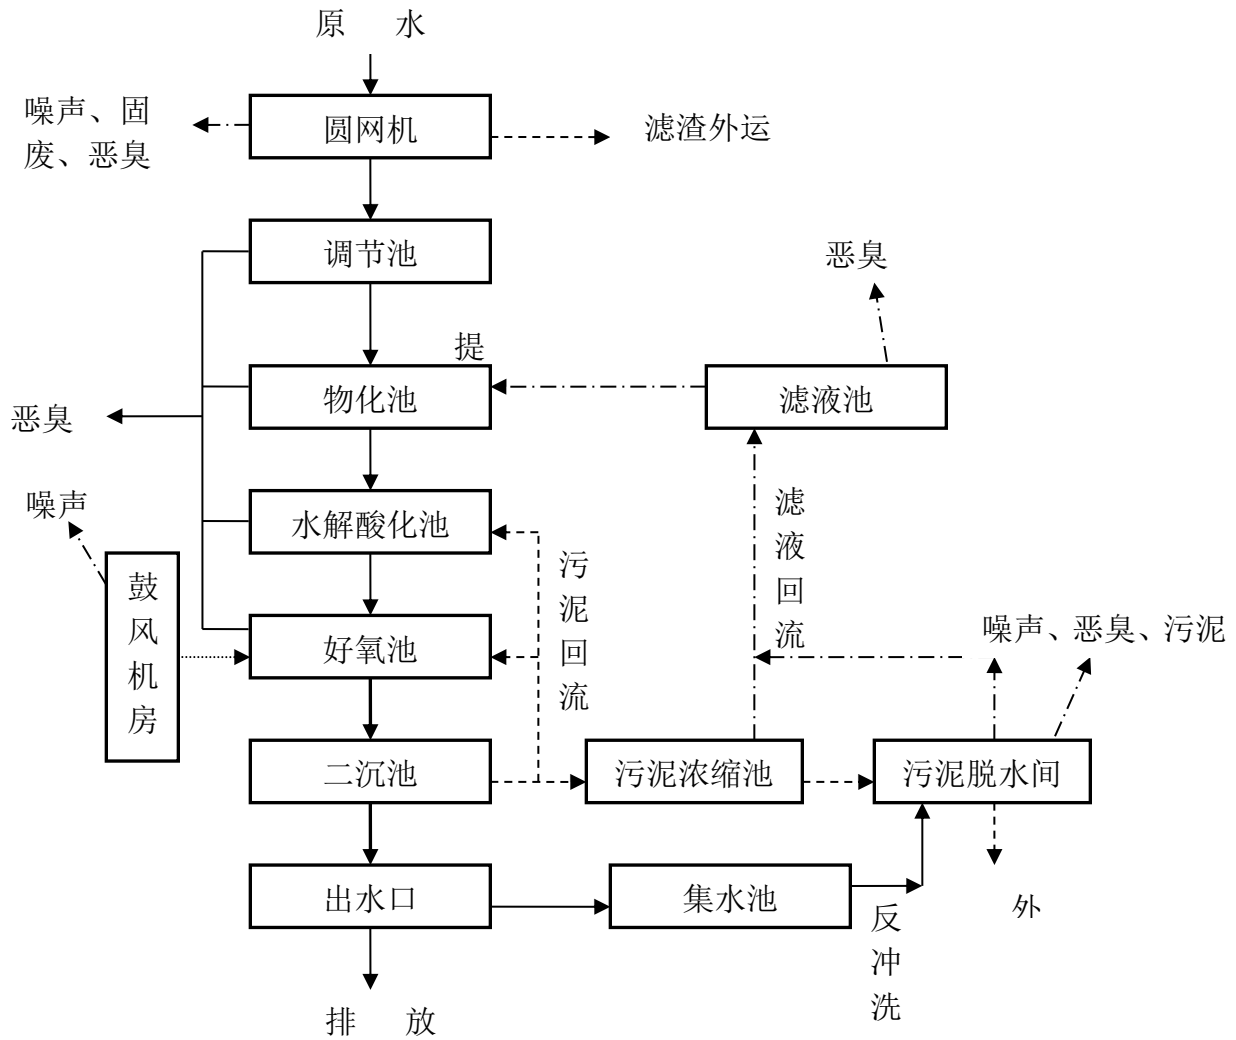 原 水
噪声、固
废、恶臭
圆网机
滤渣外运
调节池
恶臭
提
物化池
滤液池
恶臭
噪声
水解酸化池
污泥回流
滤液回流
鼓风机房
好氧池
噪声、恶臭、污泥
二沉池
污泥浓缩池
污泥脱水间
出水口
集水池
反冲洗
外
排 放